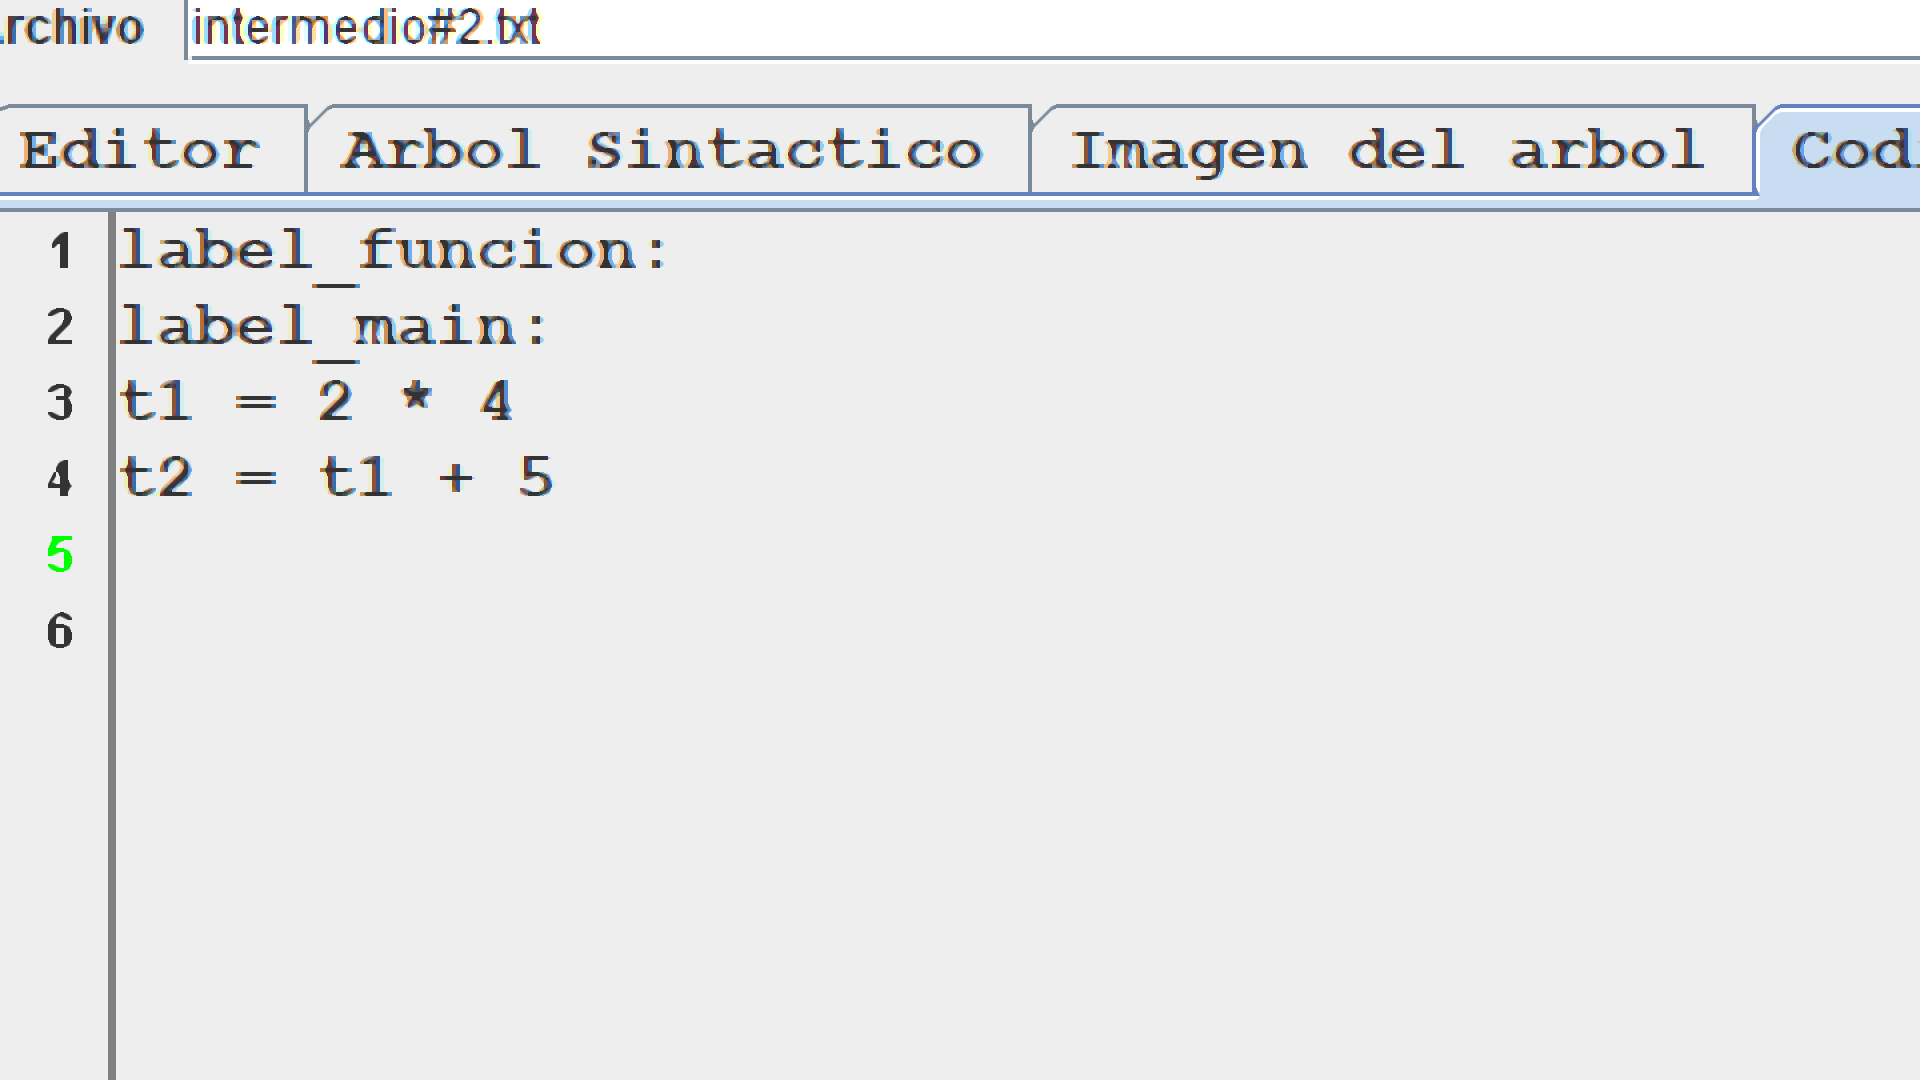 rchivo intermedio#2.txt
Editor Arbol Sintactico Imagen del arbol Cod
1 label_funcion:
2 label_main:
3 t1 = 2 * 4
4 t2 = t1 + 5
5
6